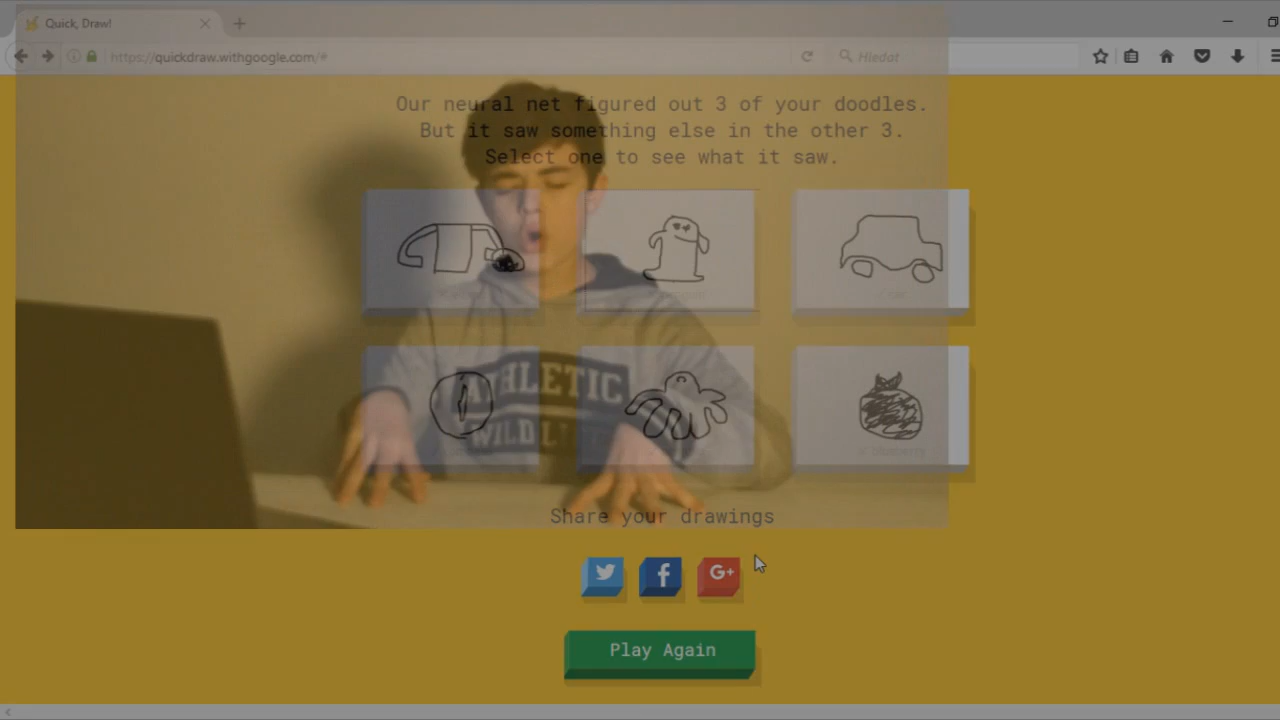 Quick, Draw!
https://quickdraw.withgoogle.com/#
Hledat
Our neural net figured out 3 of your doodles.
But it saw something else in the other 3.
Select one to see what it saw.
ATHLETIC
WILD LI
Share your drawings
G+
Play Again